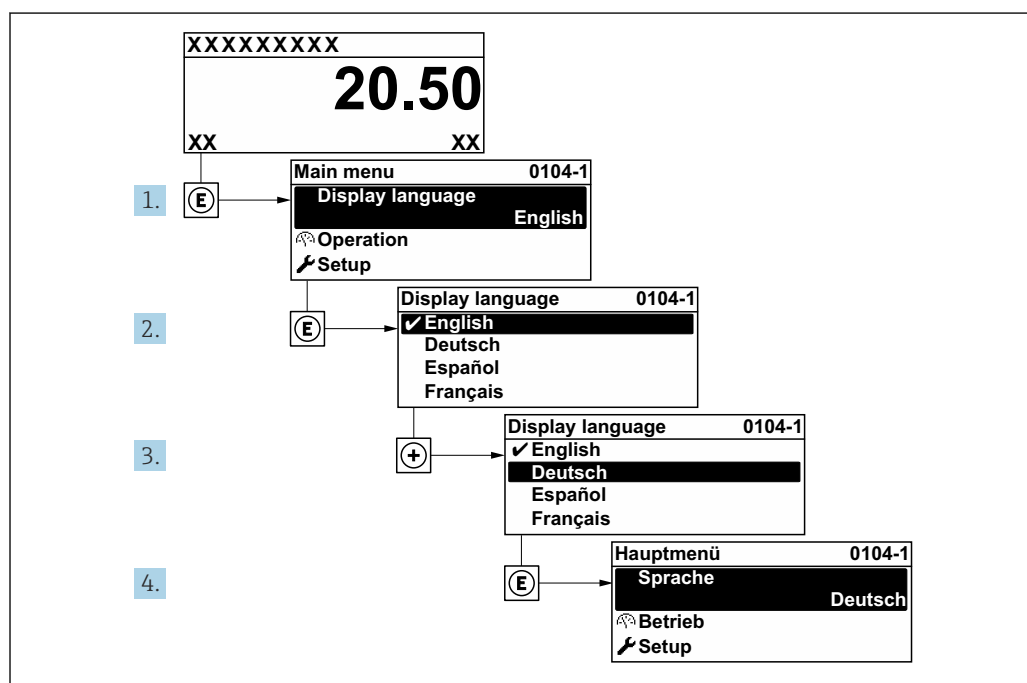 XXXXXXXXX
20.50
XX XX
1. E
Main menu 0104-1
Display language
English
Operation
Setup
2. E
Display language 0104-1
✔English
Deutsch
Español
Français
3. +
Display language 0104-1
✔English
Deutsch
Español
Français
4. E
Hauptmenü 0104-1
Sprache
Deutsch
Betrieb
Setup